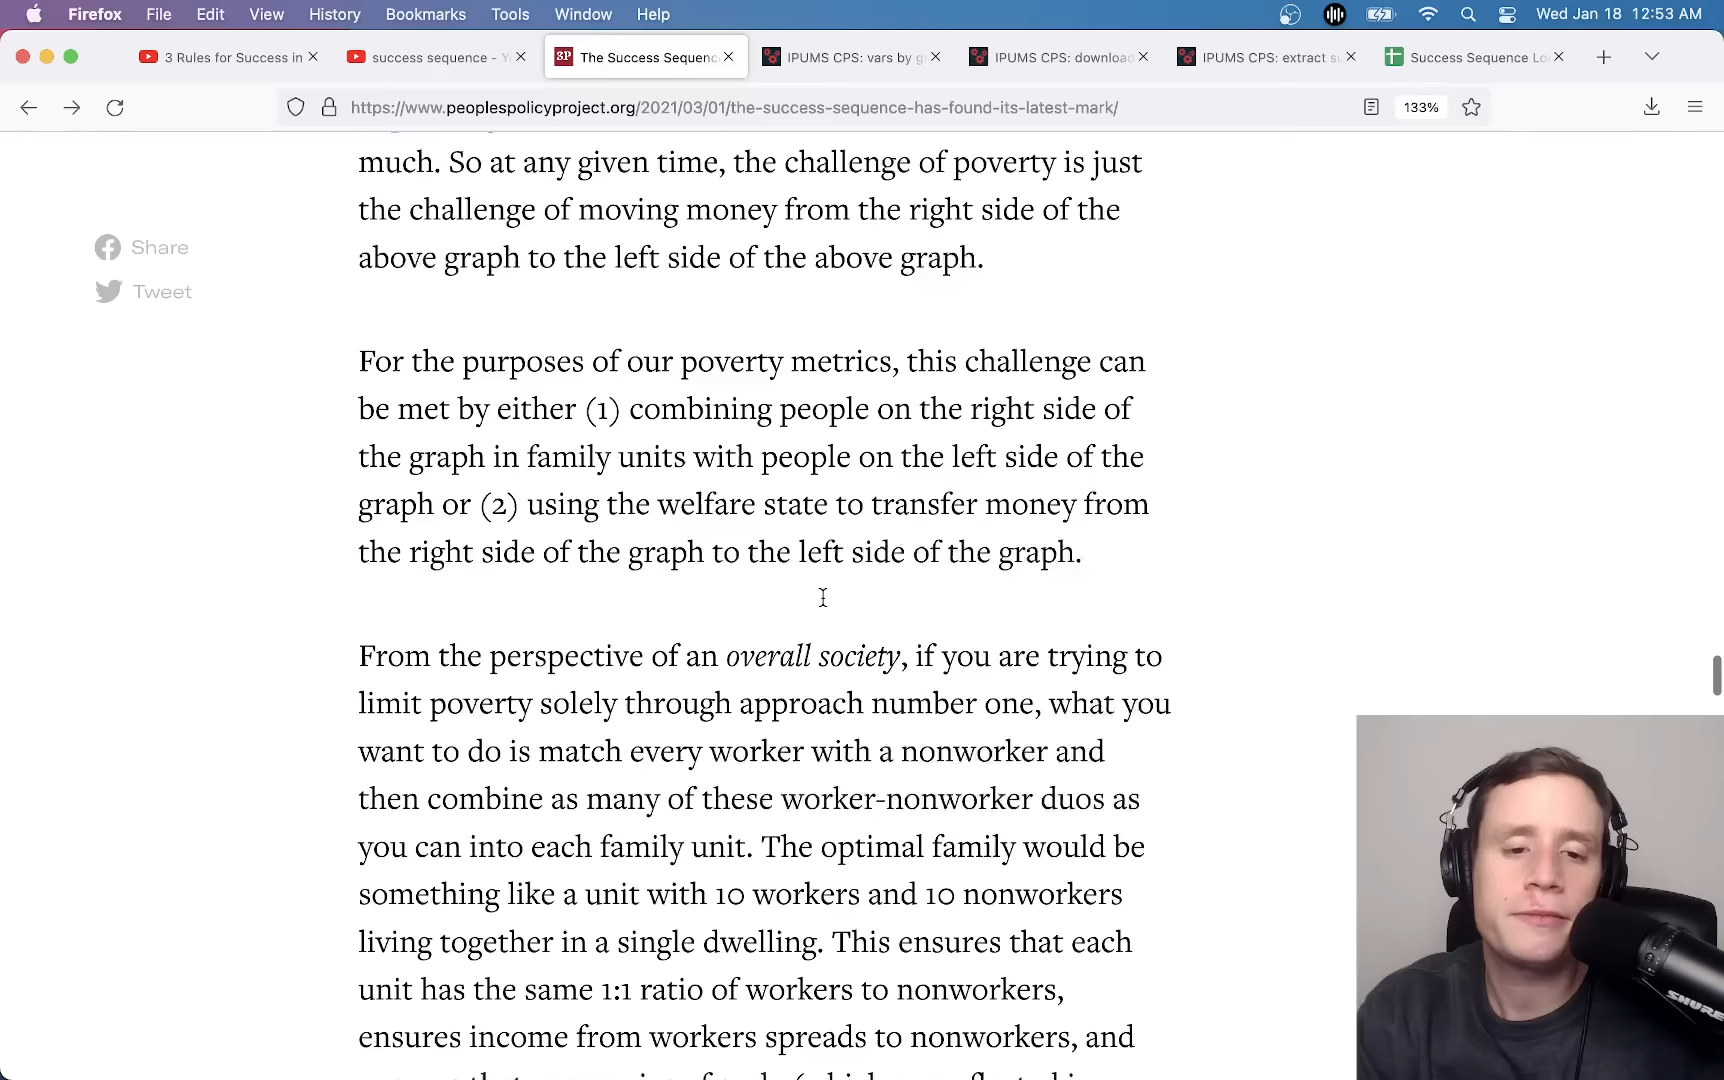 Firefox File Edit View History Bookmarks Tools Window Help Wed Jan 18 12:53 AM
3 Rules for Success in success sequence - Y The Success Sequenc IPUMS CPS: vars by g IPUMS CPS: download IPUMS CPS: extract su Success Sequence Lo
https://www.peoplespolicyproject.org/2021/03/01/the-success-sequence-has-found-its-latest-mark/ 133%
much. So at any given time, the challenge of poverty is just
the challenge of moving money from the right side of the
above graph to the left side of the above graph.
Share
Tweet
For the purposes of our poverty metrics, this challenge can
be met by either (1) combining people on the right side of
the graph in family units with people on the left side of the
graph or (2) using the welfare state to transfer money from
the right side of the graph to the left side of the graph.
From the perspective of an overall society, if you are trying to
limit poverty solely through approach number one, what you
want to do is match every worker with a nonworker and
then combine as many of these worker-nonworker duos as
you can into each family unit. The optimal family would be
something like a unit with 10 workers and 10 nonworkers
living together in a single dwelling. This ensures that each
unit has the same 1:1 ratio of workers to nonworkers,
ensures income from workers spreads to nonworkers, and
SHURE